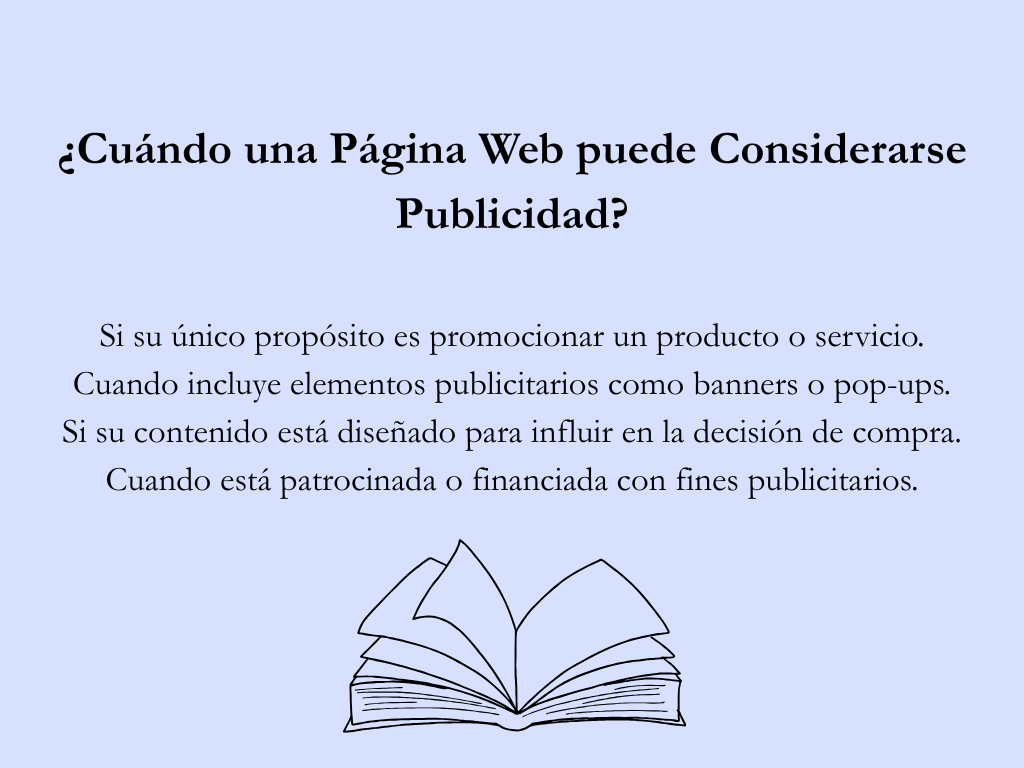 ¿Cuándo una Página Web puede Considerarse
Publicidad?
Si su único propósito es promocionar un producto o servicio.
Cuando incluye elementos publicitarios como banners o pop-ups.
Si su contenido está diseñado para influir en la decisión de compra.
Cuando está patrocinada o financiada con fines publicitarios.